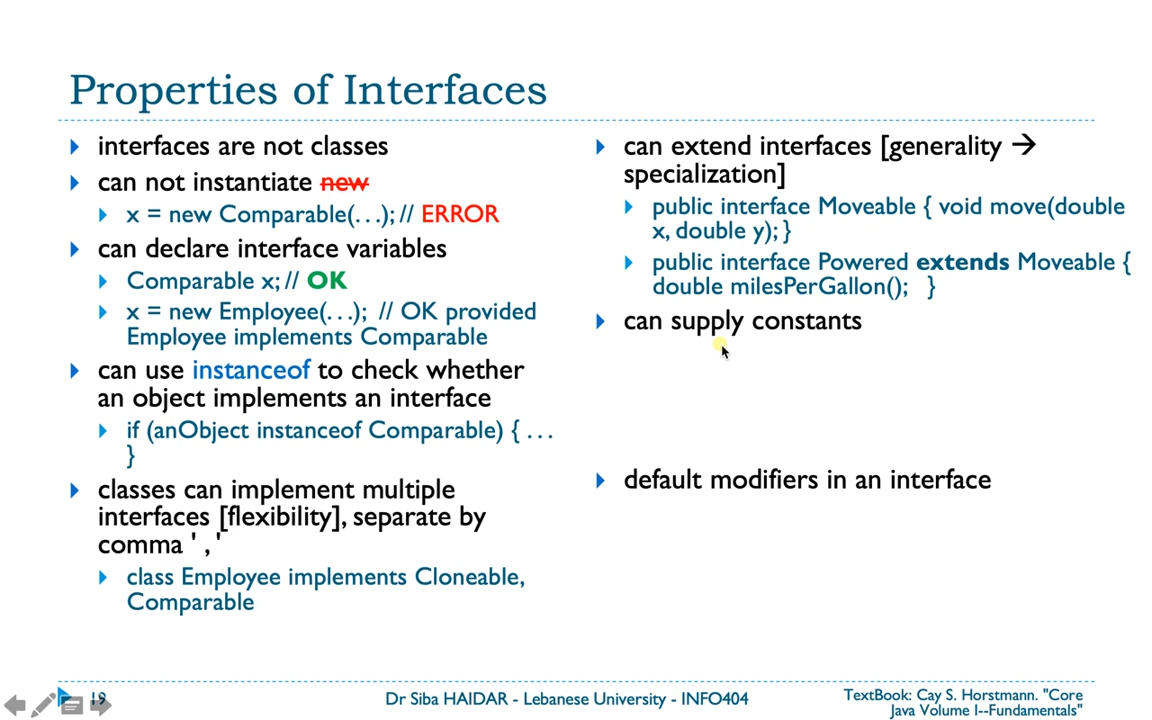 Properties of Interfaces
interfaces are not classes
can not instantiate new
x = new Comparable(. . .); // ERROR
can declare interface variables
Comparable x; // OK
x = new Employee(. . .); // OK provided
Employee implements Comparable
can use instanceof to check whether
an object implements an interface
if (anObject instanceof Comparable) { . . .
}
classes can implement multiple
interfaces [flexibility], separate by
comma ' , '
class Employee implements Cloneable,
Comparable
can extend interfaces [generality →
specialization]
public interface Moveable { void move(double
x, double y); }
public interface Powered extends Moveable {
double milesPerGallon(); }
can supply constants
default modifiers in an interface
19
Dr Siba HAIDAR - Lebanese University - INFO404
TextBook: Cay S. Horstmann. "Core
Java Volume I--Fundamentals"